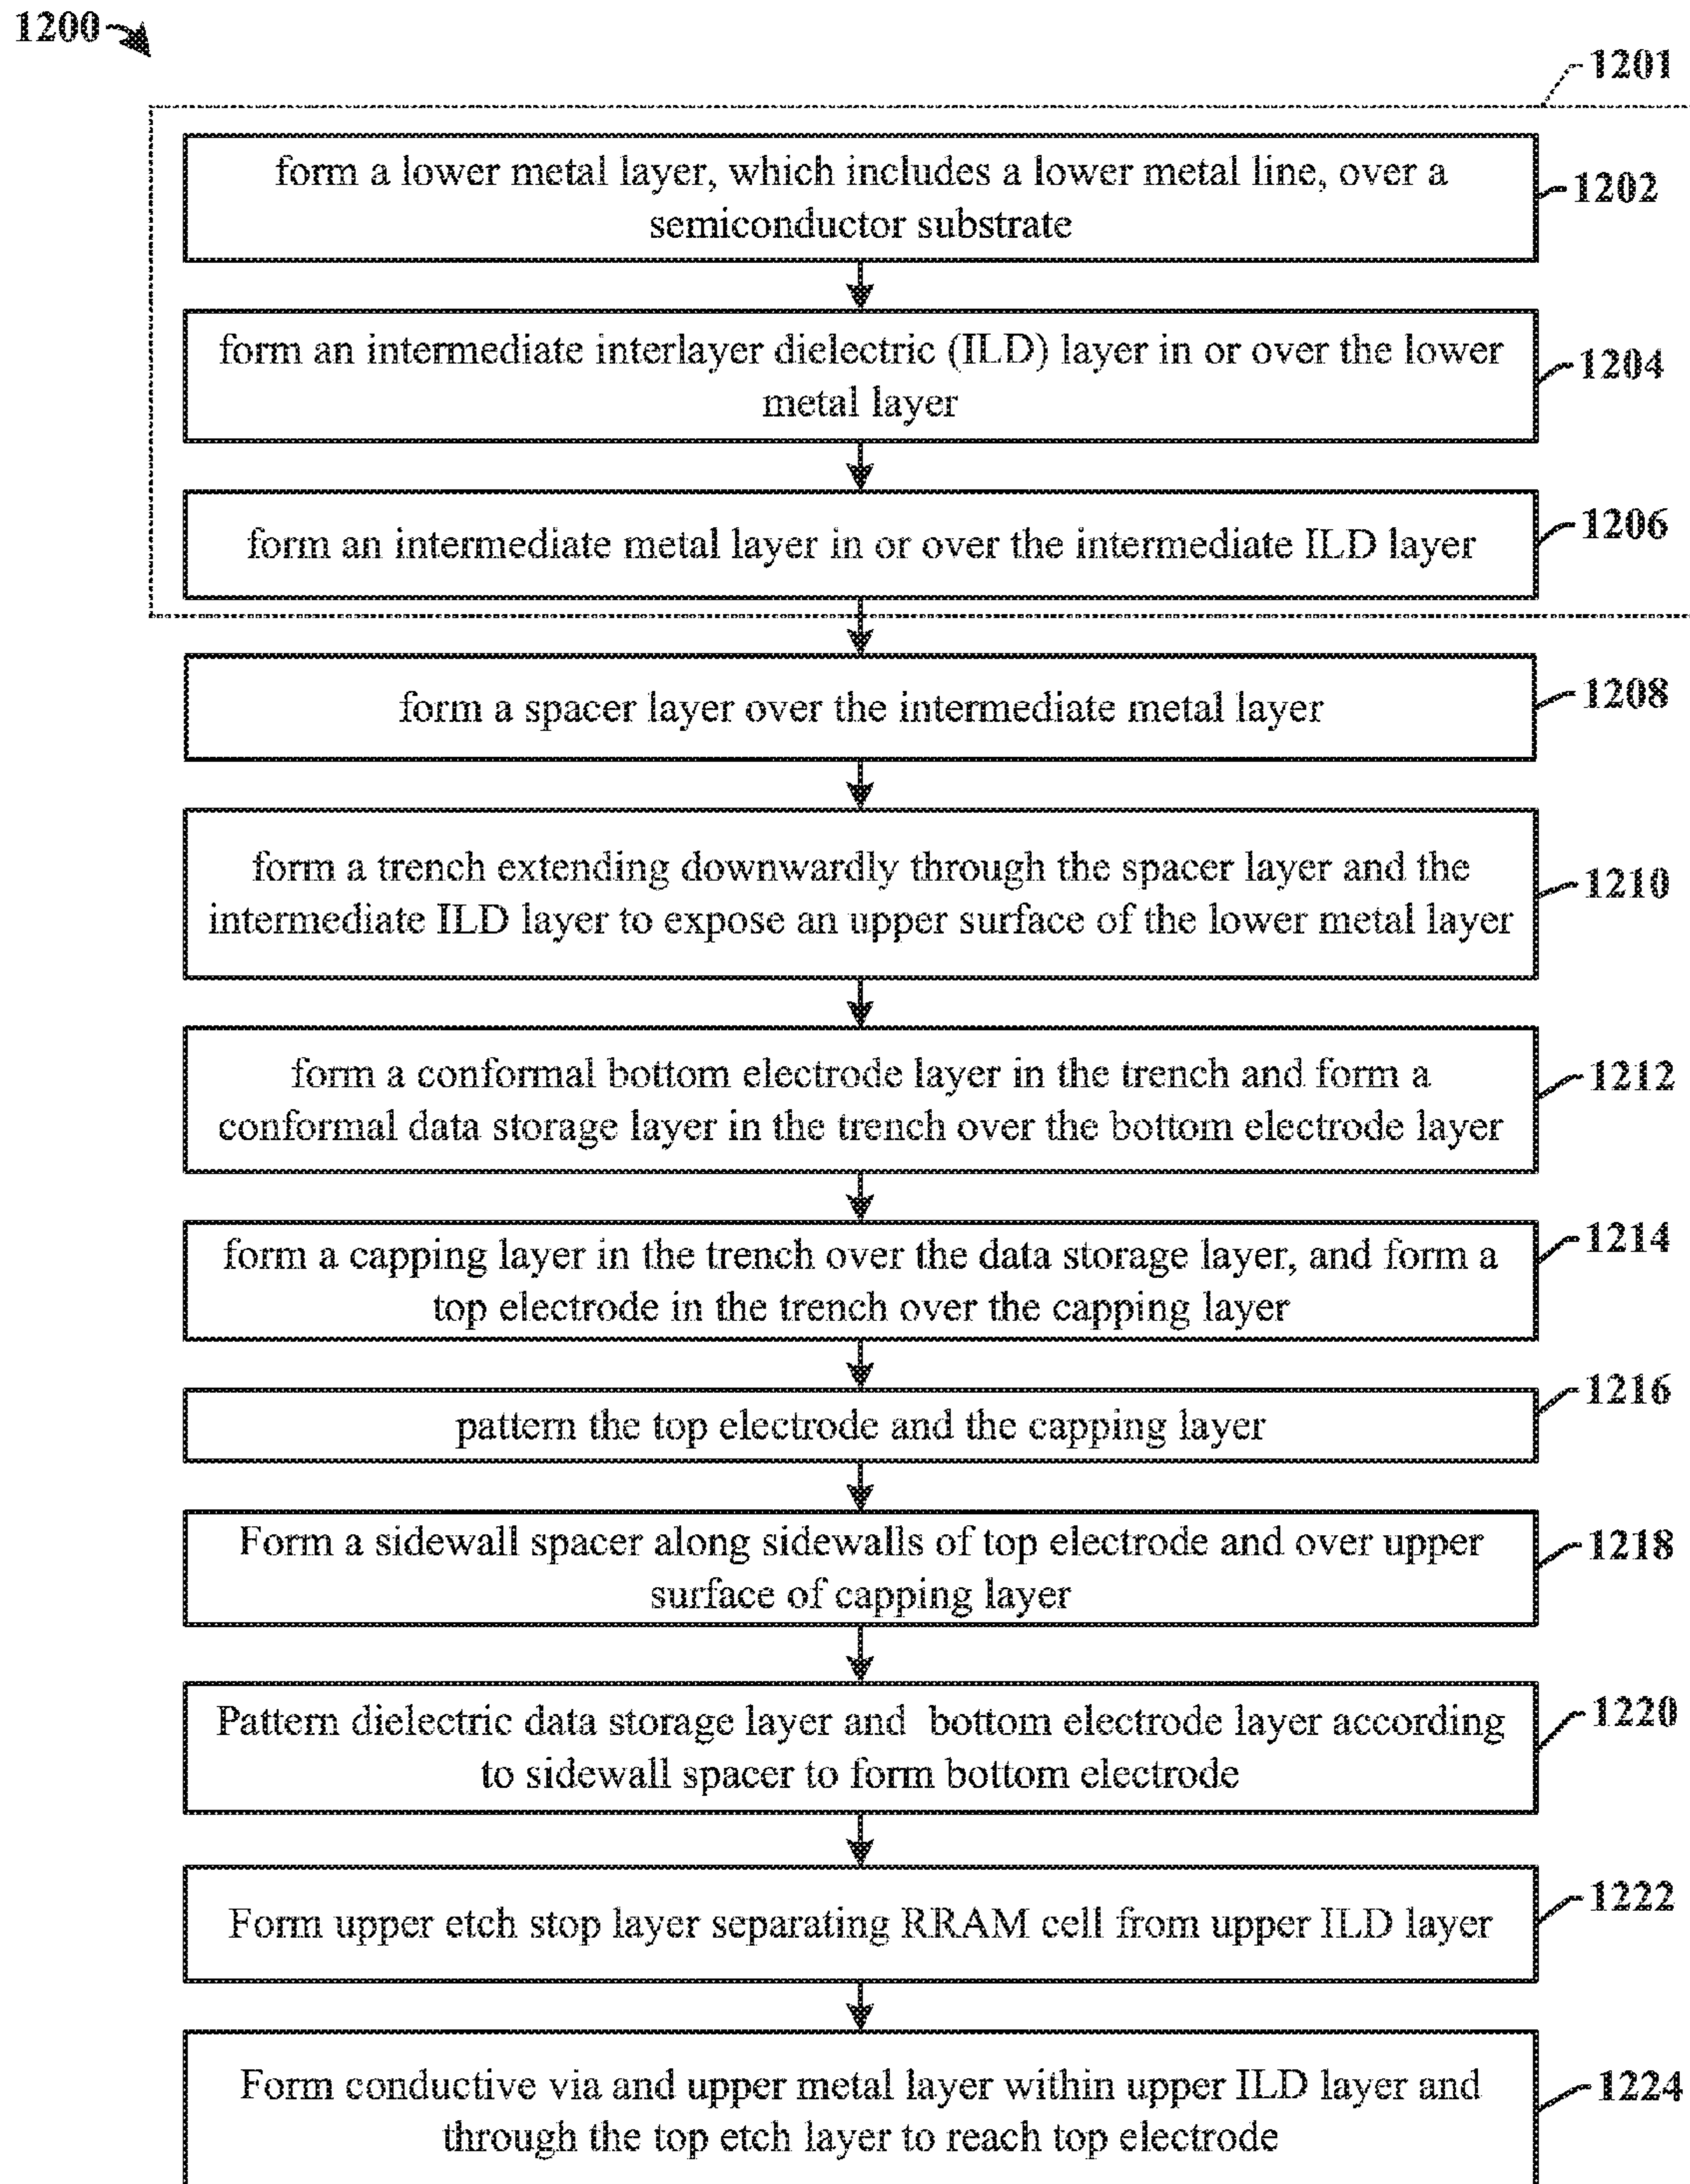 1200
1201
form a lower metal layer, which includes a lower metal line, over a
semiconductor substrate
1202
form an intermediate interlayer dielectric (ILD) layer in or over the lower
metal layer
1204
form an intermediate metal layer in or over the intermediate ILD layer
1206
form a spacer layer over the intermediate metal layer
1208
form a trench extending downwardly through the spacer layer and the
intermediate ILD layer to expose an upper surface of the lower metal layer
1210
form a conformal bottom electrode layer in the trench and form a
conformal data storage layer in the trench over the bottom electrode layer
1212
form a capping layer in the trench over the data storage layer, and form a
top electrode in the trench over the capping layer
1214
pattern the top electrode and the capping layer
1216
Form a sidewall spacer along sidewalls of top electrode and over upper
surface of capping layer
1218
Pattern dielectric data storage layer and bottom electrode layer according
to sidewall spacer to form bottom electrode
1220
Form upper etch stop layer separating RRAM cell from upper ILD layer
1222
Form conductive via and upper metal layer within upper ILD layer and
through the top etch layer to reach top electrode
1224